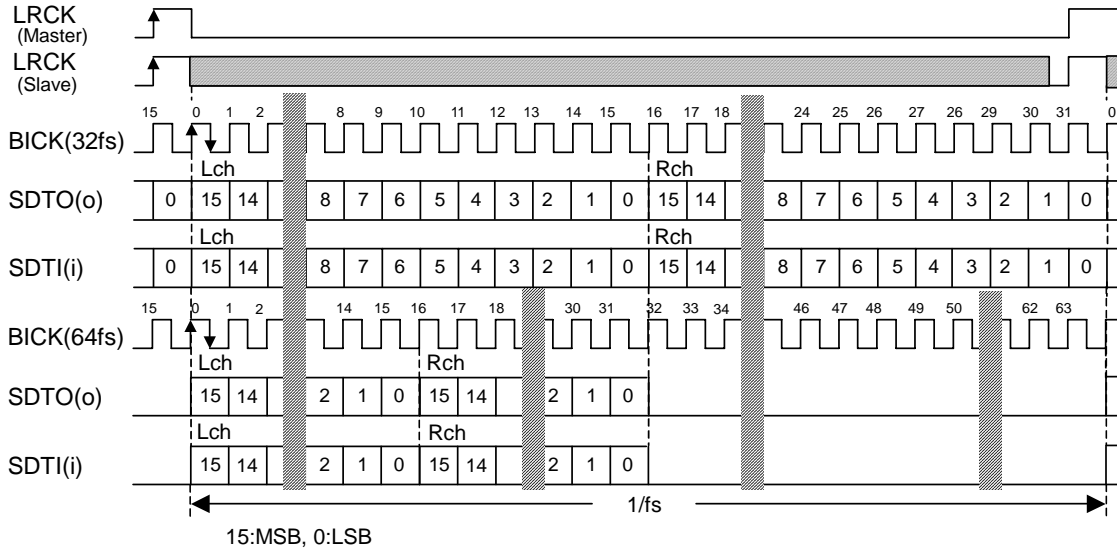 LRCK
(Master)
LRCK
(Slave)
15 0 1 2 8 9 10 11 12 13 14 15 16 17 18 24 25 26 27 26 29 30 31 0
BICK(32fs)
Lch Rch
SDTO(o) 0 15 14 8 7 6 5 4 3 2 1 0 15 14 8 7 6 5 4 3 2 1 0
Lch Rch
SDTI(i) 0 15 14 8 7 6 5 4 3 2 1 0 15 14 8 7 6 5 4 3 2 1 0
15 0 1 2 14 15 16 17 18 30 31 32 33 34 46 47 48 49 50 62 63
BICK(64fs)
Lch Rch
SDTO(o) 15 14 2 1 0 15 14 2 1 0
Lch Rch
SDTI(i) 15 14 2 1 0 15 14 2 1 0
1/fs
15:MSB, 0:LSB